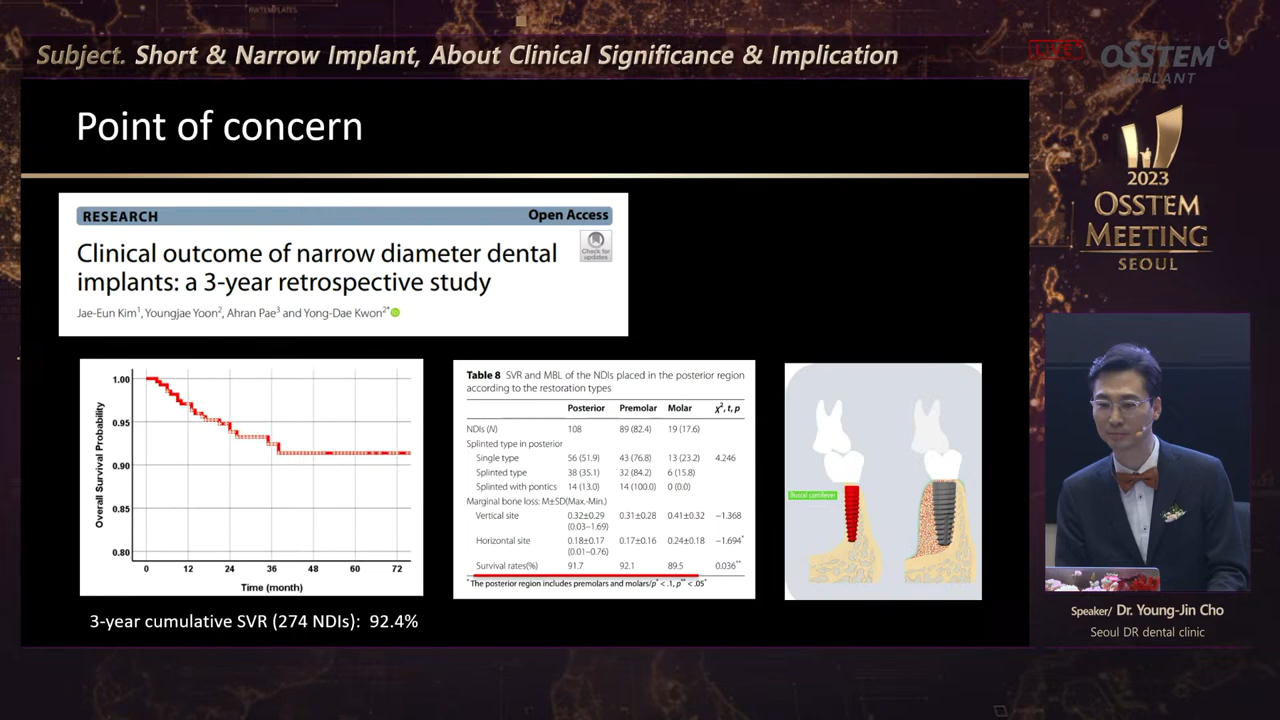 Subject. Short & Narrow Implant, About Clinical Significance & Implication
LIVE
OSSTEM
IMPLANT
Point of concern
RESEARCH
Open Access
Clinical outcome of narrow diameter dental
implants: a 3-year retrospective study
Check for
updates
Jae-Eun Kim1, Youngjae Yoon2, Ahran Pae3 and Yong-Dae Kwon2*
Overall Survival Probability
1.00
0.95
0.90
0.85
0.80
0 12 24 36 48 60 72
Time (month)
3-year cumulative SVR (274 NDIs): 92.4%
Table 8 SVR and MBL of the NDIs placed in the posterior region
according to the restoration types
Posterior Premolar Molar χ2, t, p
NDIs (N) 108 89 (82.4) 19 (17.6)
Splinted type in posterior
Single type 56 (51.9) 43 (76.8) 13 (23.2) 4.246
Splinted type 38 (35.1) 32 (84.2) 6 (15.8)
Splinted with pontics 14 (13.0) 14 (100.0) 0 (0.0)
Marginal bone loss: M±SD(Max.-Min.)
Vertical site 0.32±0.29 0.31±0.28 0.41±0.32 −1.368
(0.03–1.69)
Horizontal site 0.18±0.17 0.17±0.16 0.24±0.18 −1.694*
(0.01–0.76)
Survival rates(%) 91.7 92.1 89.5 0.036**
* The posterior region includes premolars and molars/p* < .1, p** < .05*
Buccal cantilever
2023
OSSTEM
MEETING
SEOUL
Speaker/ Dr. Young-Jin Cho
Seoul DR dental clinic